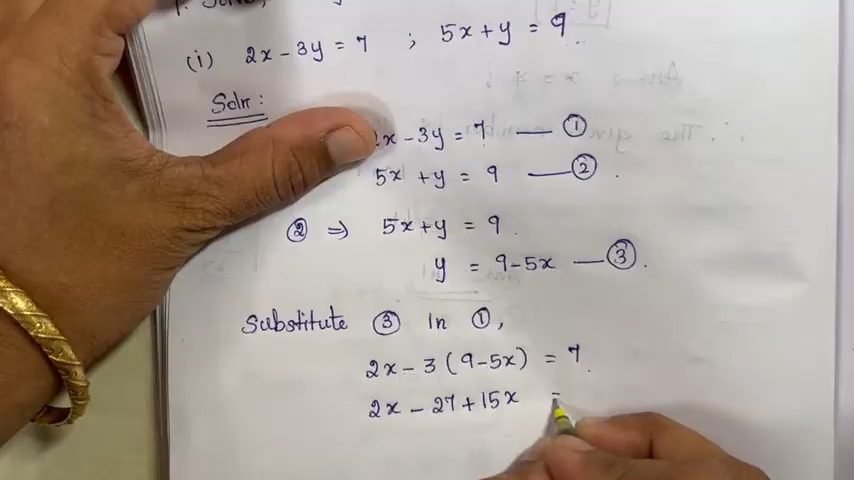 (i) 2x - 3y = 7 ; 5x + y = 9
Soln :
2x - 3y = 7 —— ①
5x + y = 9 —— ②
② ⇒ 5x + y = 9
y = 9 - 5x —— ③
Substitute ③ in ①,
2x - 3 (9 - 5x) = 7
2x - 27 + 15x =